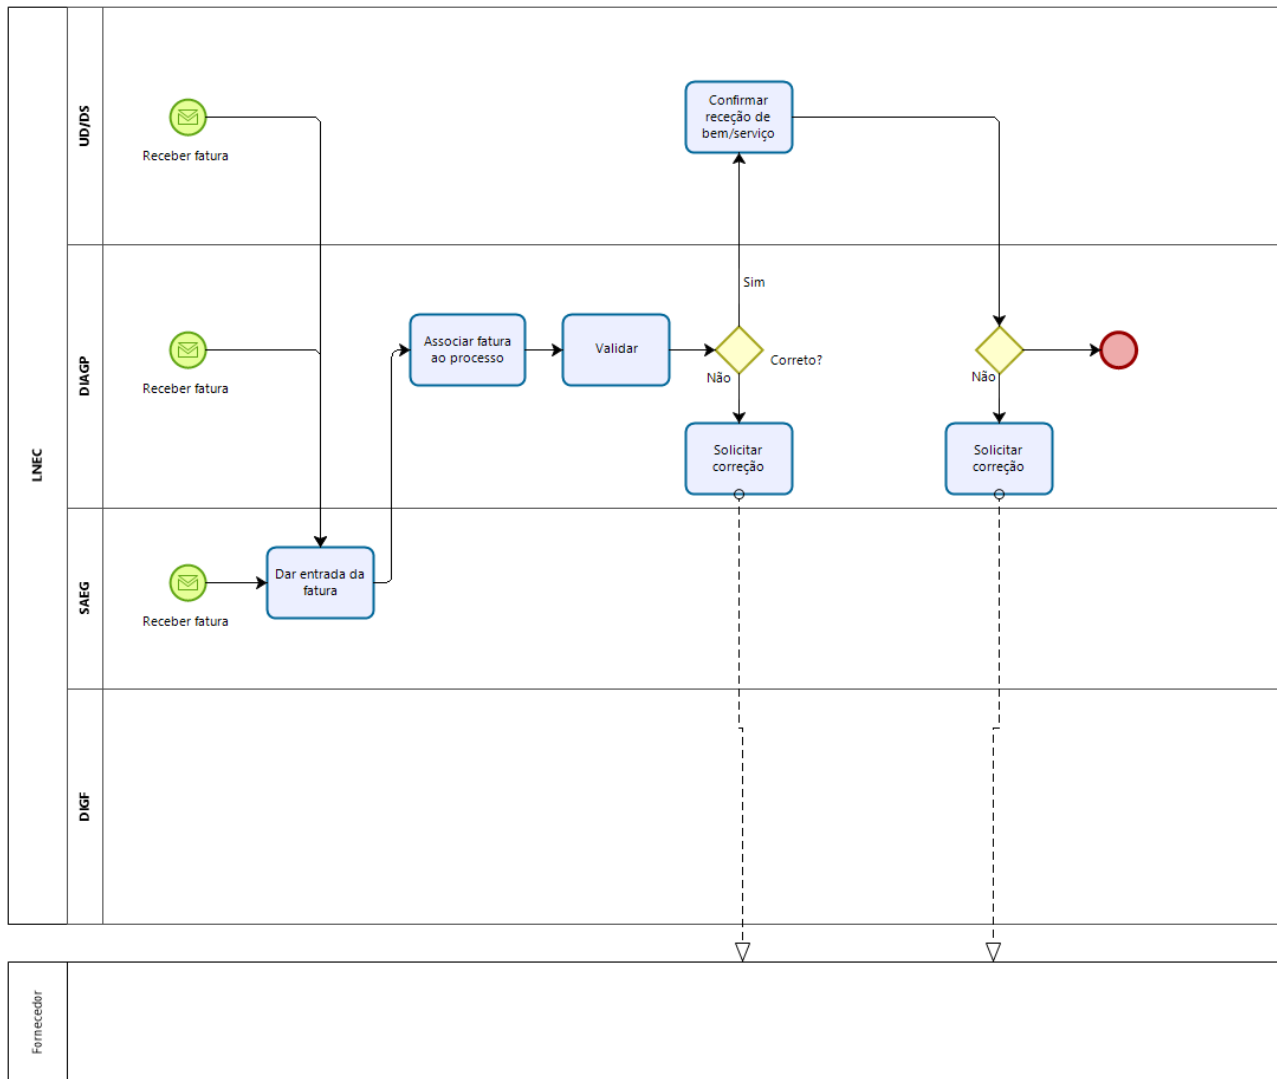 LNEC
UD/DS
Receber fatura
Confirmar
receção de
bem/serviço
DIAGP
Receber fatura
Associar fatura
ao processo
Validar
Sim
Correto?
Não
Solicitar
correção
Não
Solicitar
correção
SAEG
Receber fatura
Dar entrada da
fatura
DIGF
Fornecedor